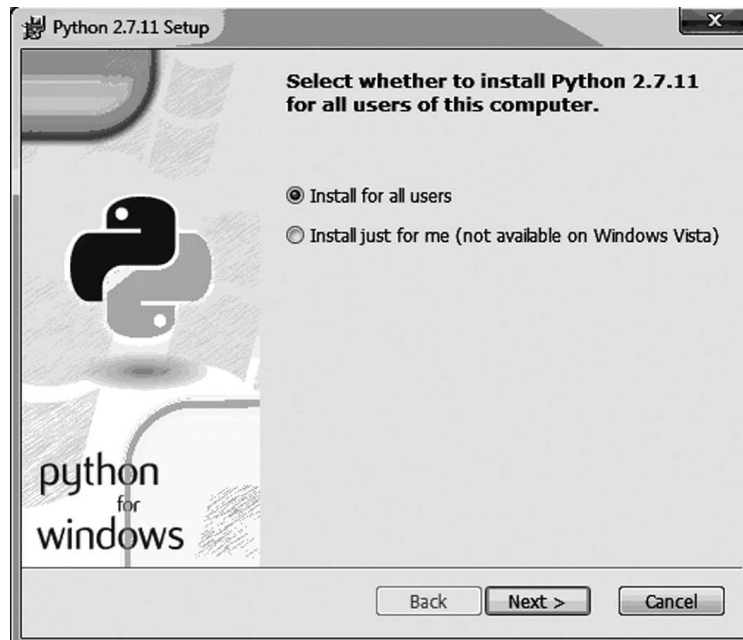 Python 2.7.11 Setup
x
Select whether to install Python 2.7.11
for all users of this computer.
Install for all users
Install just for me (not available on Windows Vista)
python
for
windows
Back
Next >
Cancel